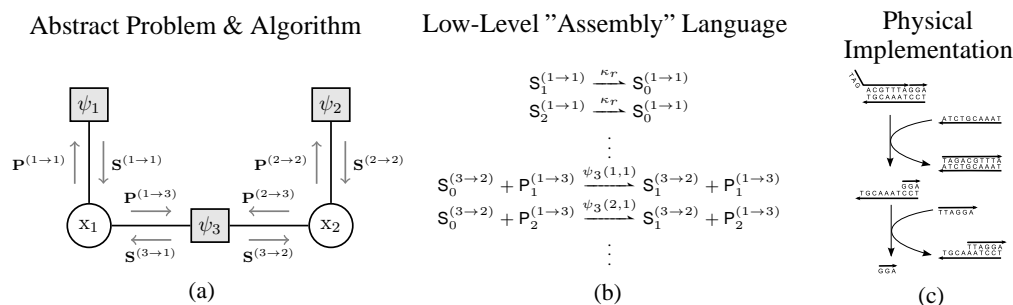 Abstract Problem & Algorithm
ψ₁
ψ₂
P^(1→1)
S^(1→1)
P^(2→2)
S^(2→2)
P^(1→3)
P^(2→3)
x₁
ψ₃
x₂
S^(3→1)
S^(3→2)
(a)
Low-Level ”Assembly” Language
S₁^(1→1) —κᵣ→ S₀^(1→1)
S₂^(1→1) —κᵣ→ S₀^(1→1)
⋮
S₀^(3→2) + P₁^(1→3) —ψ₃(1,1)→ S₁^(3→2) + P₁^(1→3)
S₀^(3→2) + P₂^(1→3) —ψ₃(2,1)→ S₁^(3→2) + P₂^(1→3)
⋮
(b)
Physical
Implementation
TAG
ACGTTTAGGA
TGCAAATCCT
ATCTGCAAAT
TAGACGTTTA
ATCTGCAAAT
GGA
TGCAAATCCT
TTAGGA
TTAGGA
TGCAAATCCT
GGA
(c)